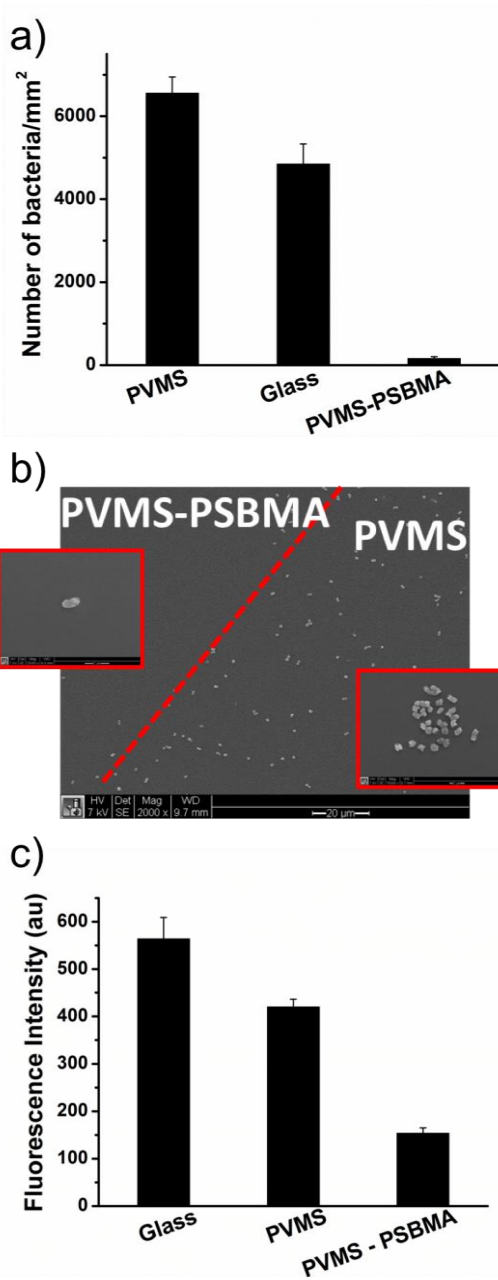 a)
Number of bacteria/mm²
6000
4000
2000
0
PVMS
Glass
PVMS-PSBMA
b)
PVMS-PSBMA
PVMS
HV Det Mag WD
7 kV SE 2000 x 9.7 mm
20 µm
c)
Fluorescence Intensity (au)
600
500
400
300
200
100
0
Glass
PVMS
PVMS - PSBMA